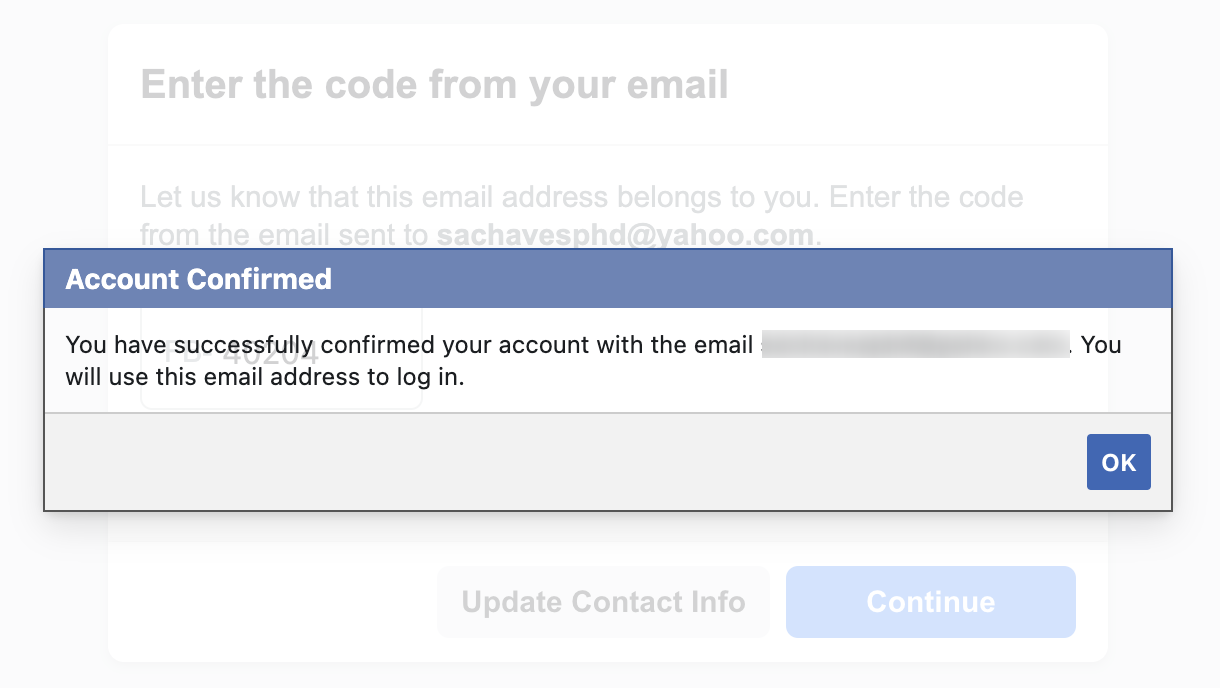 Enter the code from your email
Let us know that this email address belongs to you. Enter the code
from the email sent to sachavesphd@yahoo.com.
Account Confirmed
You have successfully confirmed your account with the email . You
will use this email address to log in.
FB- 40204
OK
Update Contact Info
Continue